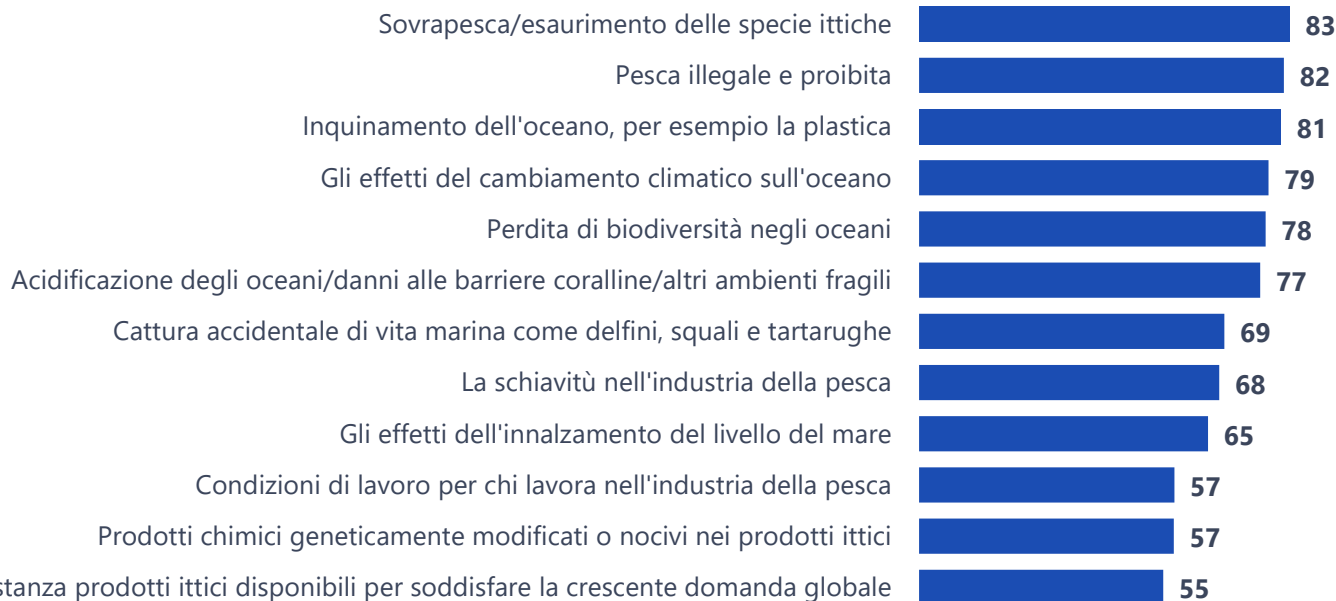 Sovrapesca/esaurimento delle specie ittiche 83
Pesca illegale e proibita 82
Inquinamento dell'oceano, per esempio la plastica 81
Gli effetti del cambiamento climatico sull'oceano 79
Perdita di biodiversità negli oceani 78
Acidificazione degli oceani/danni alle barriere coralline/altri ambienti fragili 77
Cattura accidentale di vita marina come delfini, squali e tartarughe 69
La schiavitù nell'industria della pesca 68
Gli effetti dell'innalzamento del livello del mare 65
Condizioni di lavoro per chi lavora nell'industria della pesca 57
Prodotti chimici geneticamente modificati o nocivi nei prodotti ittici 57
prodotti ittici disponibili per soddisfare la crescente domanda globale 55